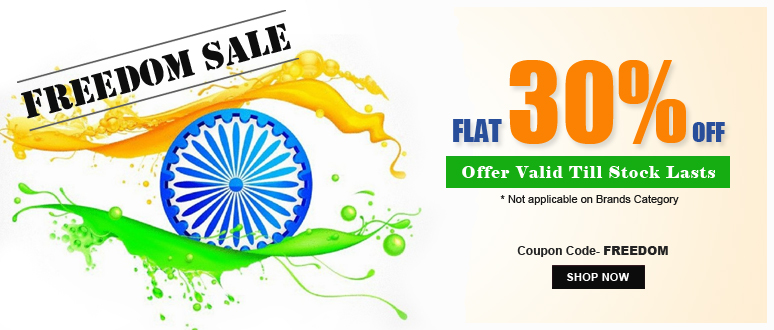 FREEDOM SALE
FLAT 30% OFF
Offer Valid Till Stock Lasts
* Not applicable on Brands Category
Coupon Code- FREEDOM
SHOP NOW